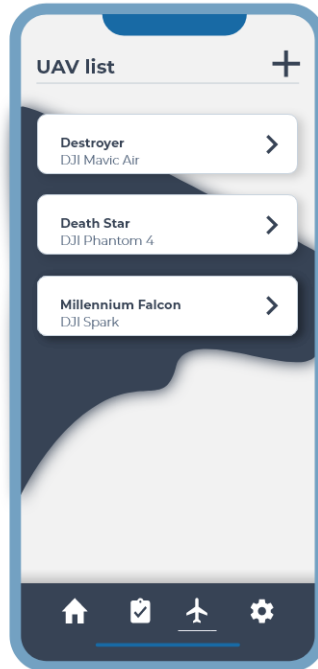 UAV list
Destroyer
DJI Mavic Air
Death Star
DJI Phantom 4
Millennium Falcon
DJI Spark